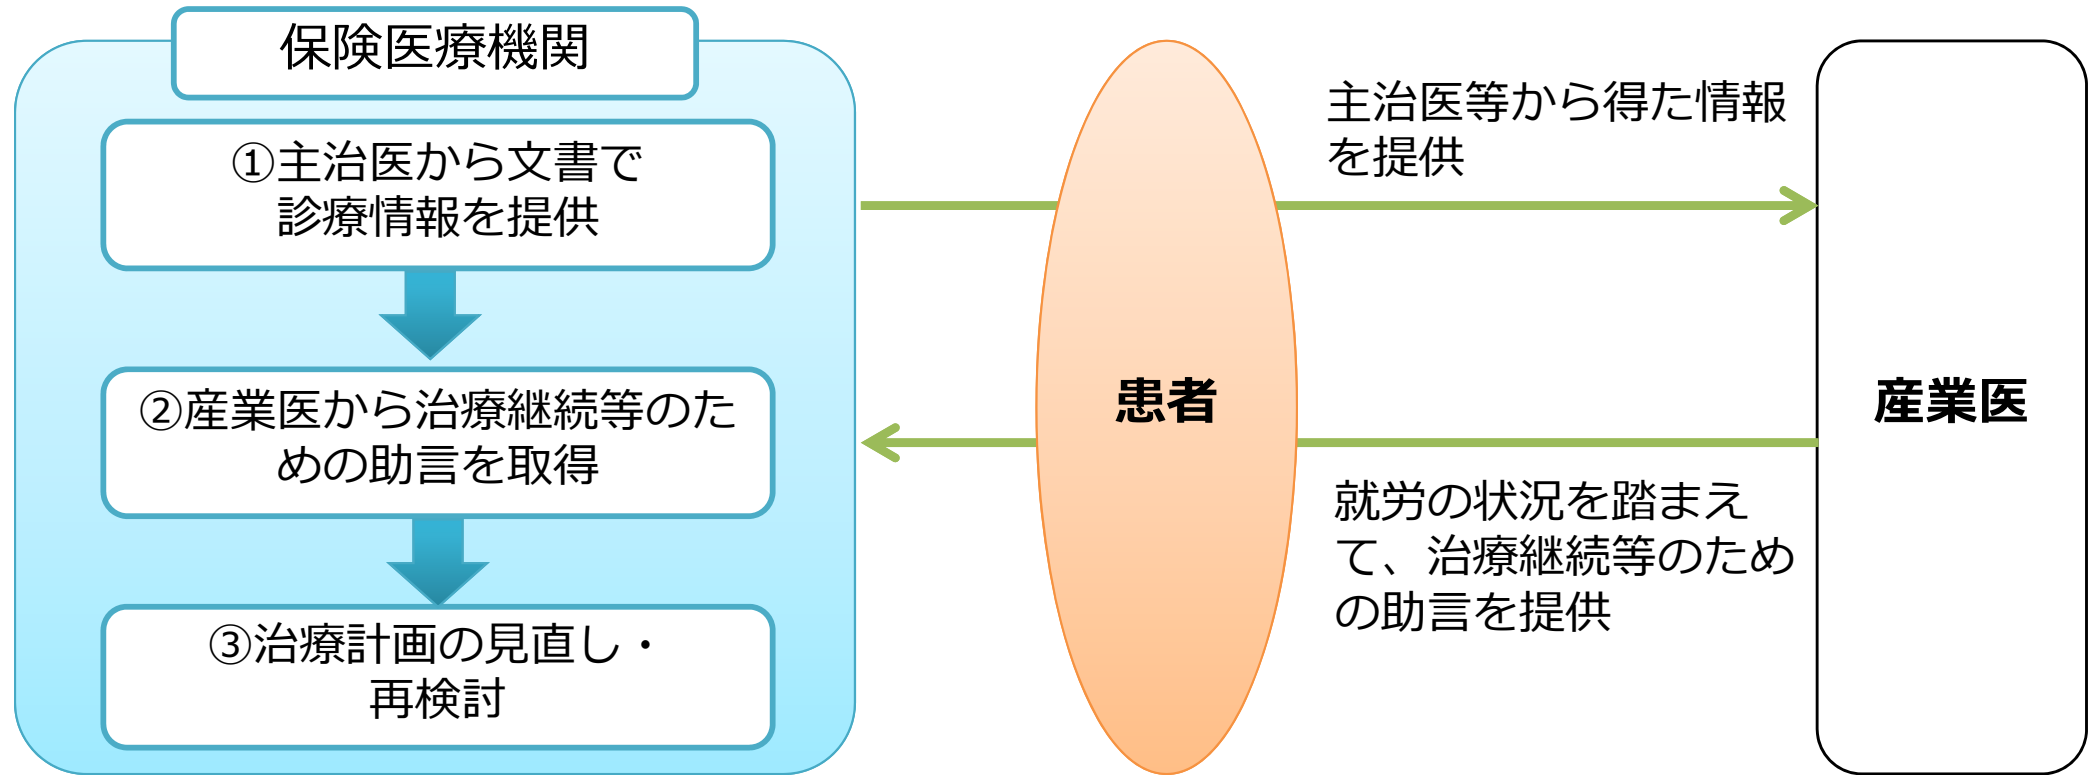 保険医療機関
①主治医から文書で
診療情報を提供
②産業医から治療継続等のた
めの助言を取得
③治療計画の見直し・
再検討
患者
主治医等から得た情報
を提供
就労の状況を踏まえ
て、治療継続等のため
の助言を提供
産業医